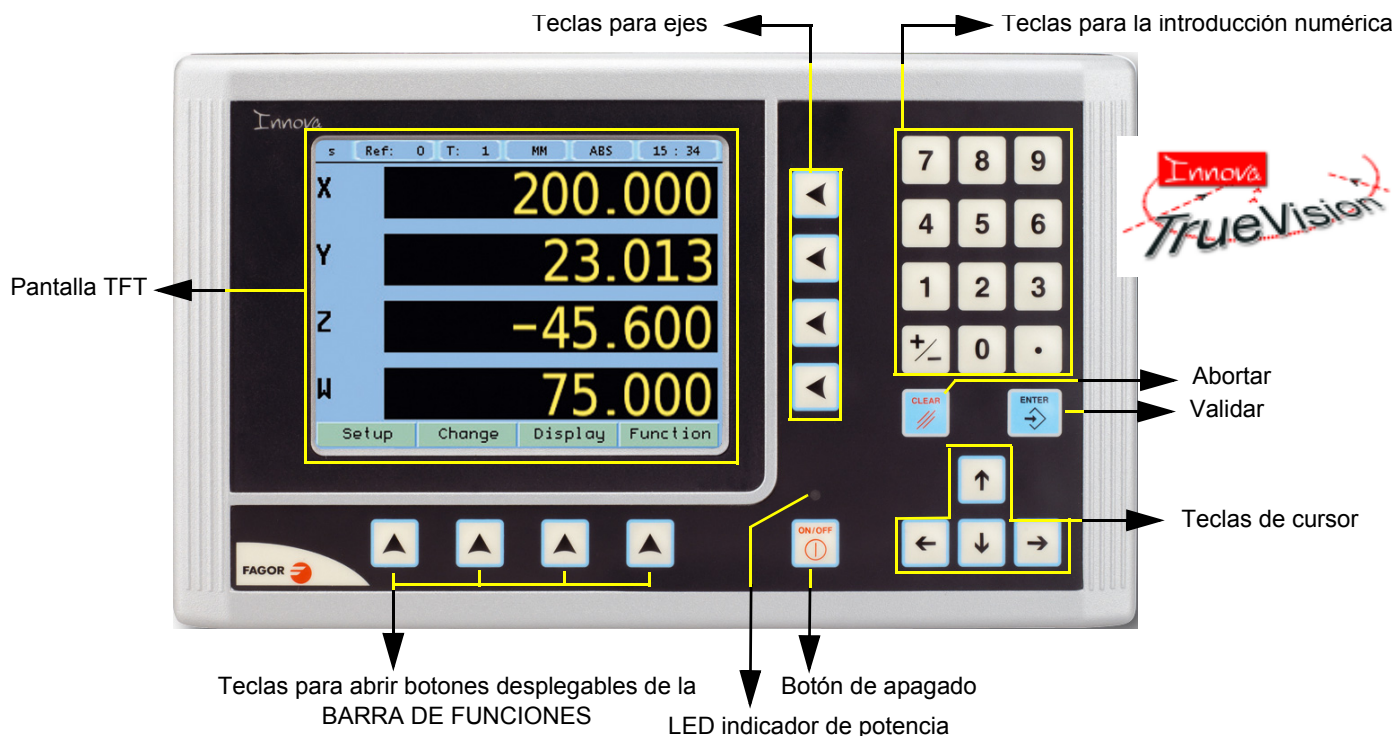 Teclas para ejes
Teclas para la introducción numérica
Innova
s Ref: 0 T: 1 MM ABS 15 : 34
X 200.000
Y 23.013
Z -45.600
W 75.000
Setup Change Display Function
Pantalla TFT
7 8 9
4 5 6
1 2 3
+/- 0 .
Innova
TrueVision
CLEAR
ENTER
Abortar
Validar
Teclas de cursor
ON/OFF
FAGOR
Teclas para abrir botones desplegables de la
BARRA DE FUNCIONES
Botón de apagado
LED indicador de potencia